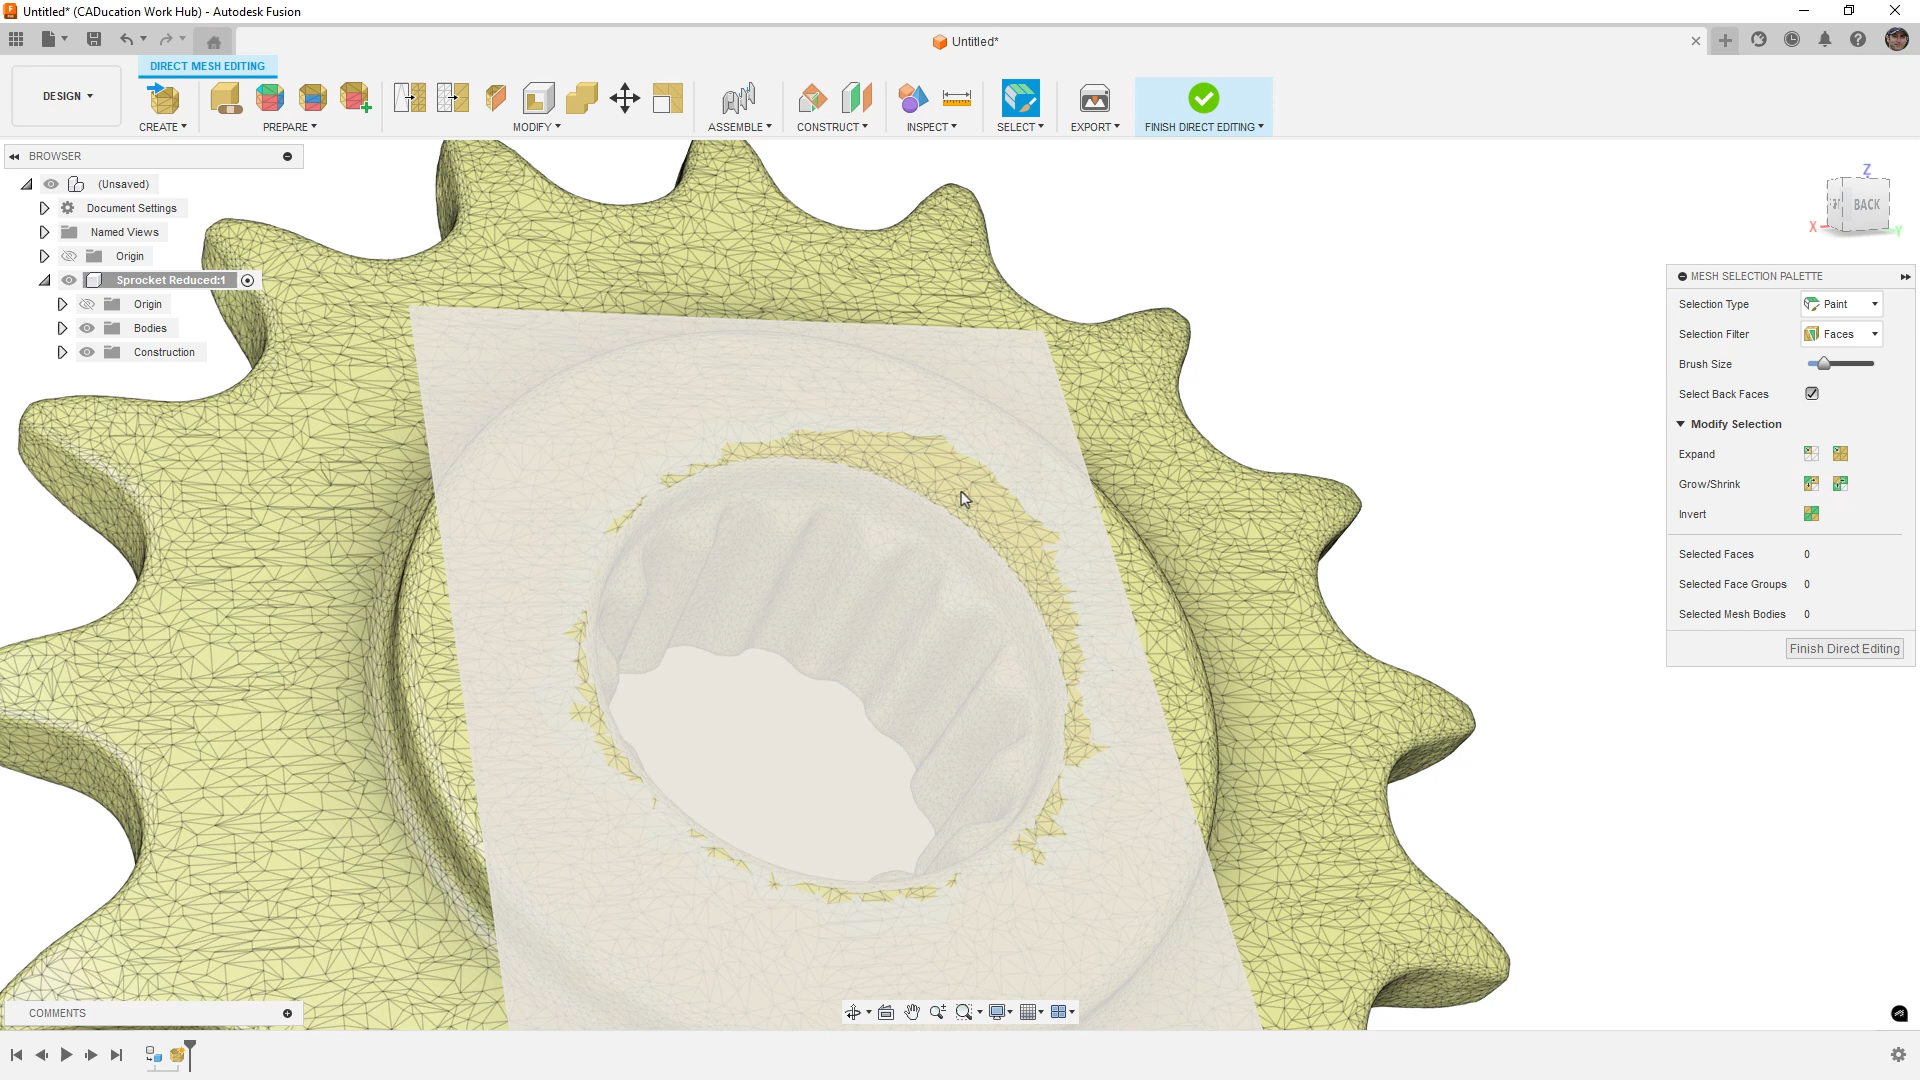 Untitled* (CADucation Work Hub) - Autodesk Fusion
Untitled*
DIRECT MESH EDITING
DESIGN
CREATE
PREPARE
MODIFY
ASSEMBLE
CONSTRUCT
INSPECT
SELECT
EXPORT
FINISH DIRECT EDITING
BROWSER
(Unsaved)
Document Settings
Named Views
Origin
Sprocket Reduced:1
Origin
Bodies
Construction
Z
BACK
X
Y
MESH SELECTION PALETTE
Selection Type
Paint
Selection Filter
Faces
Brush Size
Select Back Faces
Modify Selection
Expand
Grow/Shrink
Invert
Selected Faces 0
Selected Face Groups 0
Selected Mesh Bodies 0
Finish Direct Editing
COMMENTS